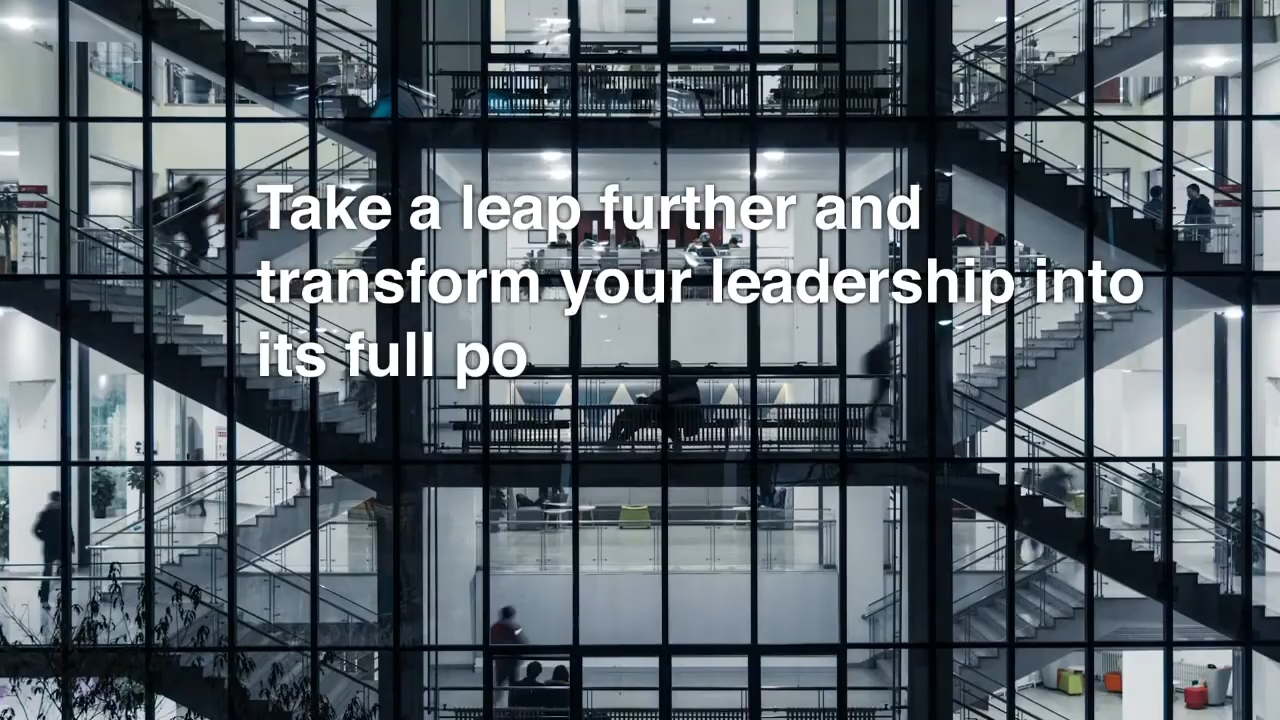 Take a leap further and
transform your leadership into
its full po